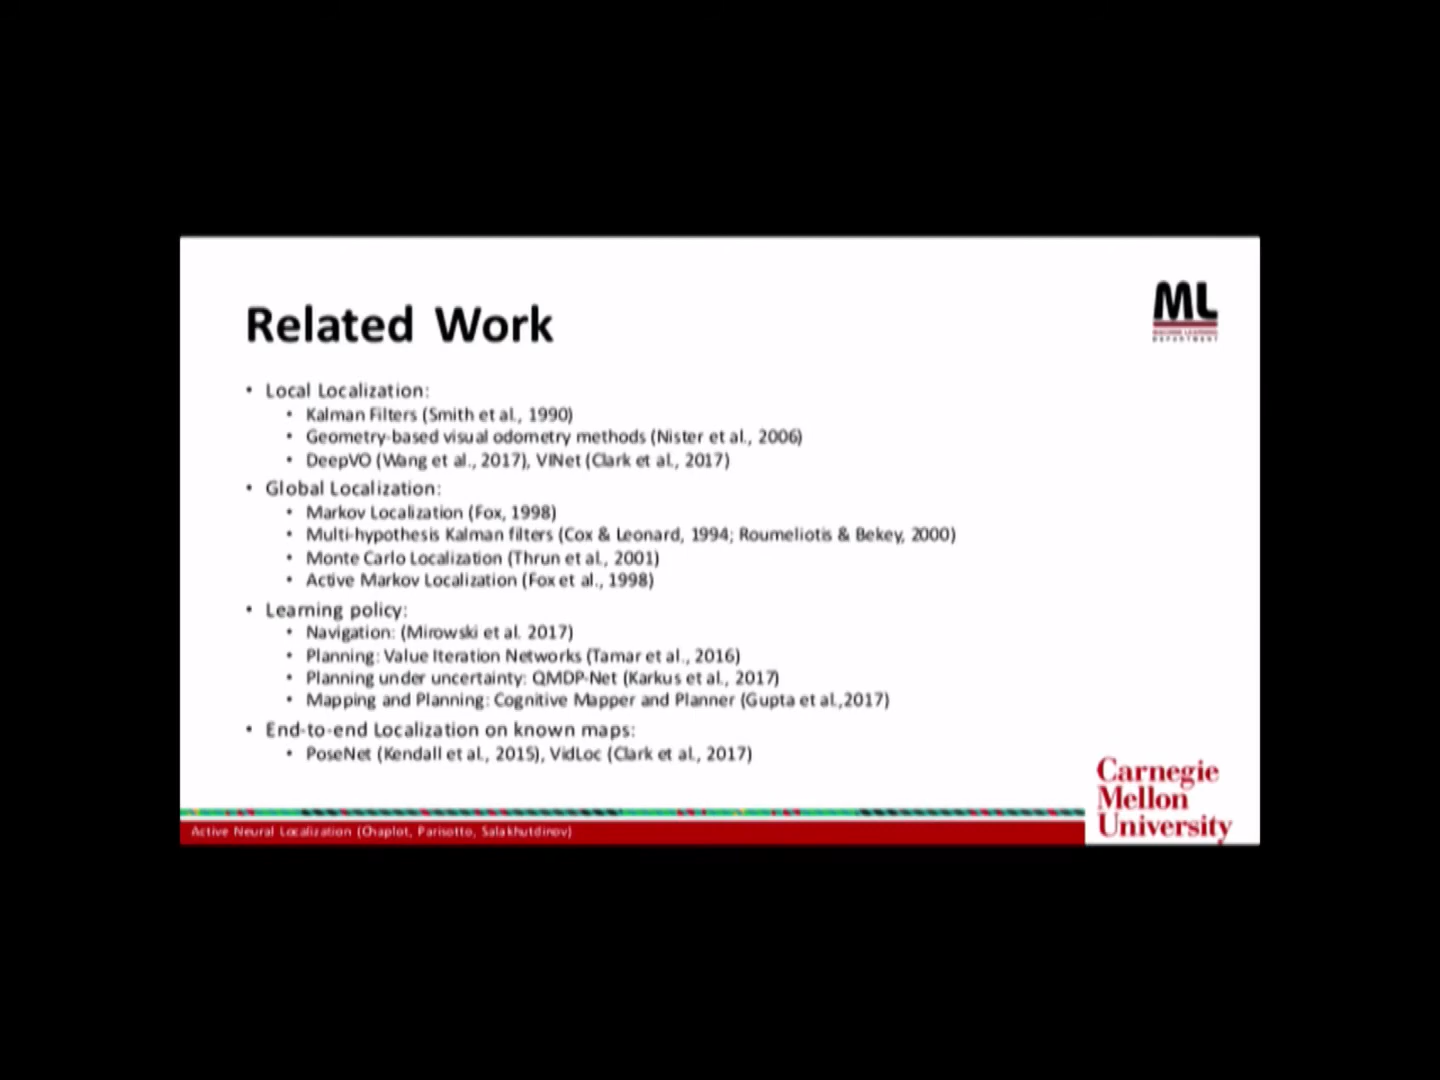 Related Work
ML
MACHINE LEARNING
DEPARTMENT
• Local Localization:
• Kalman Filters (Smith et al., 1990)
• Geometry-based visual odometry methods (Nister et al., 2006)
• DeepVO (Wang et al., 2017), VINet (Clark et al., 2017)
• Global Localization:
• Markov Localization (Fox, 1998)
• Multi-hypothesis Kalman filters (Cox & Leonard, 1994; Roumeliotis & Bekey, 2000)
• Monte Carlo Localization (Thrun et al., 2001)
• Active Markov Localization (Fox et al., 1998)
• Learning policy:
• Navigation: (Mirowski et al. 2017)
• Planning: Value Iteration Networks (Tamar et al., 2016)
• Planning under uncertainty: QMDP-Net (Karkus et al., 2017)
• Mapping and Planning: Cognitive Mapper and Planner (Gupta et al.,2017)
• End-to-end Localization on known maps:
• PoseNet (Kendall et al., 2015), VidLoc (Clark et al., 2017)
Carnegie
Mellon
University
Active Neural Localization (Chaplot, Parisotto, Salakhutdinov)